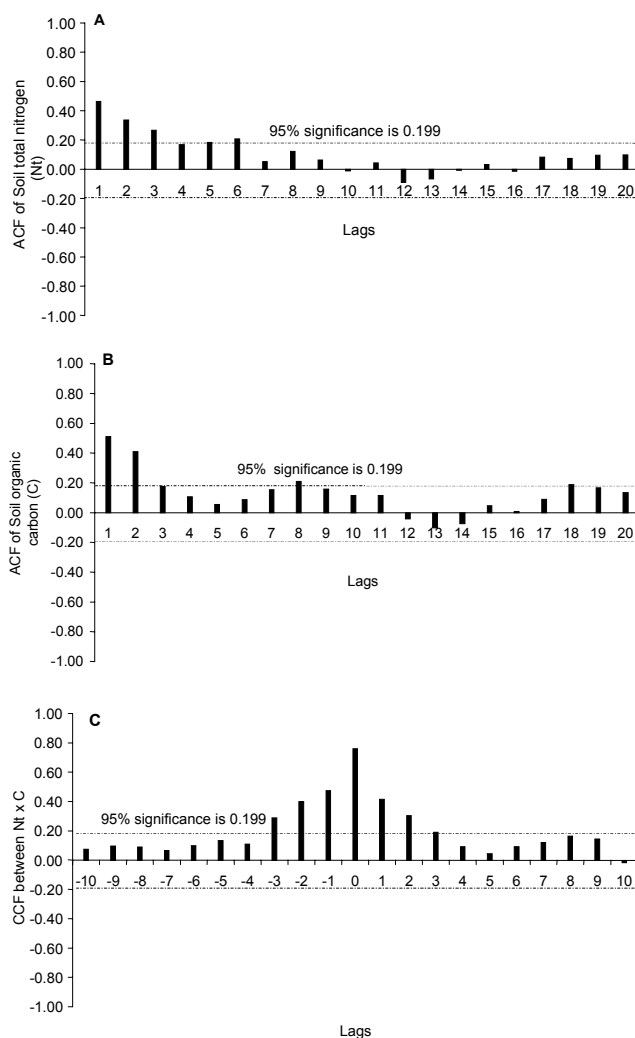 A
1.00
0.80
0.60
0.40
0.20
0.00
-0.20
-0.40
-0.60
-0.80
-1.00
ACF of Soil total nitrogen
(Nt)
95% significance is 0.199
1 2 3 4 5 6 7 8 9 10 11 12 13 14 15 16 17 18 19 20
Lags
B
1.00
0.80
0.60
0.40
0.20
0.00
-0.20
-0.40
-0.60
-0.80
-1.00
ACF of Soil organic
carbon (C)
95% significance is 0.199
1 2 3 4 5 6 7 8 9 10 11 12 13 14 15 16 17 18 19 20
Lags
C
1.00
0.80
0.60
0.40
0.20
0.00
-0.20
-0.40
-0.60
-0.80
-1.00
CCF between Nt x C
95% significance is 0.199
-10 -9 -8 -7 -6 -5 -4 -3 -2 -1 0 1 2 3 4 5 6 7 8 9 10
Lags